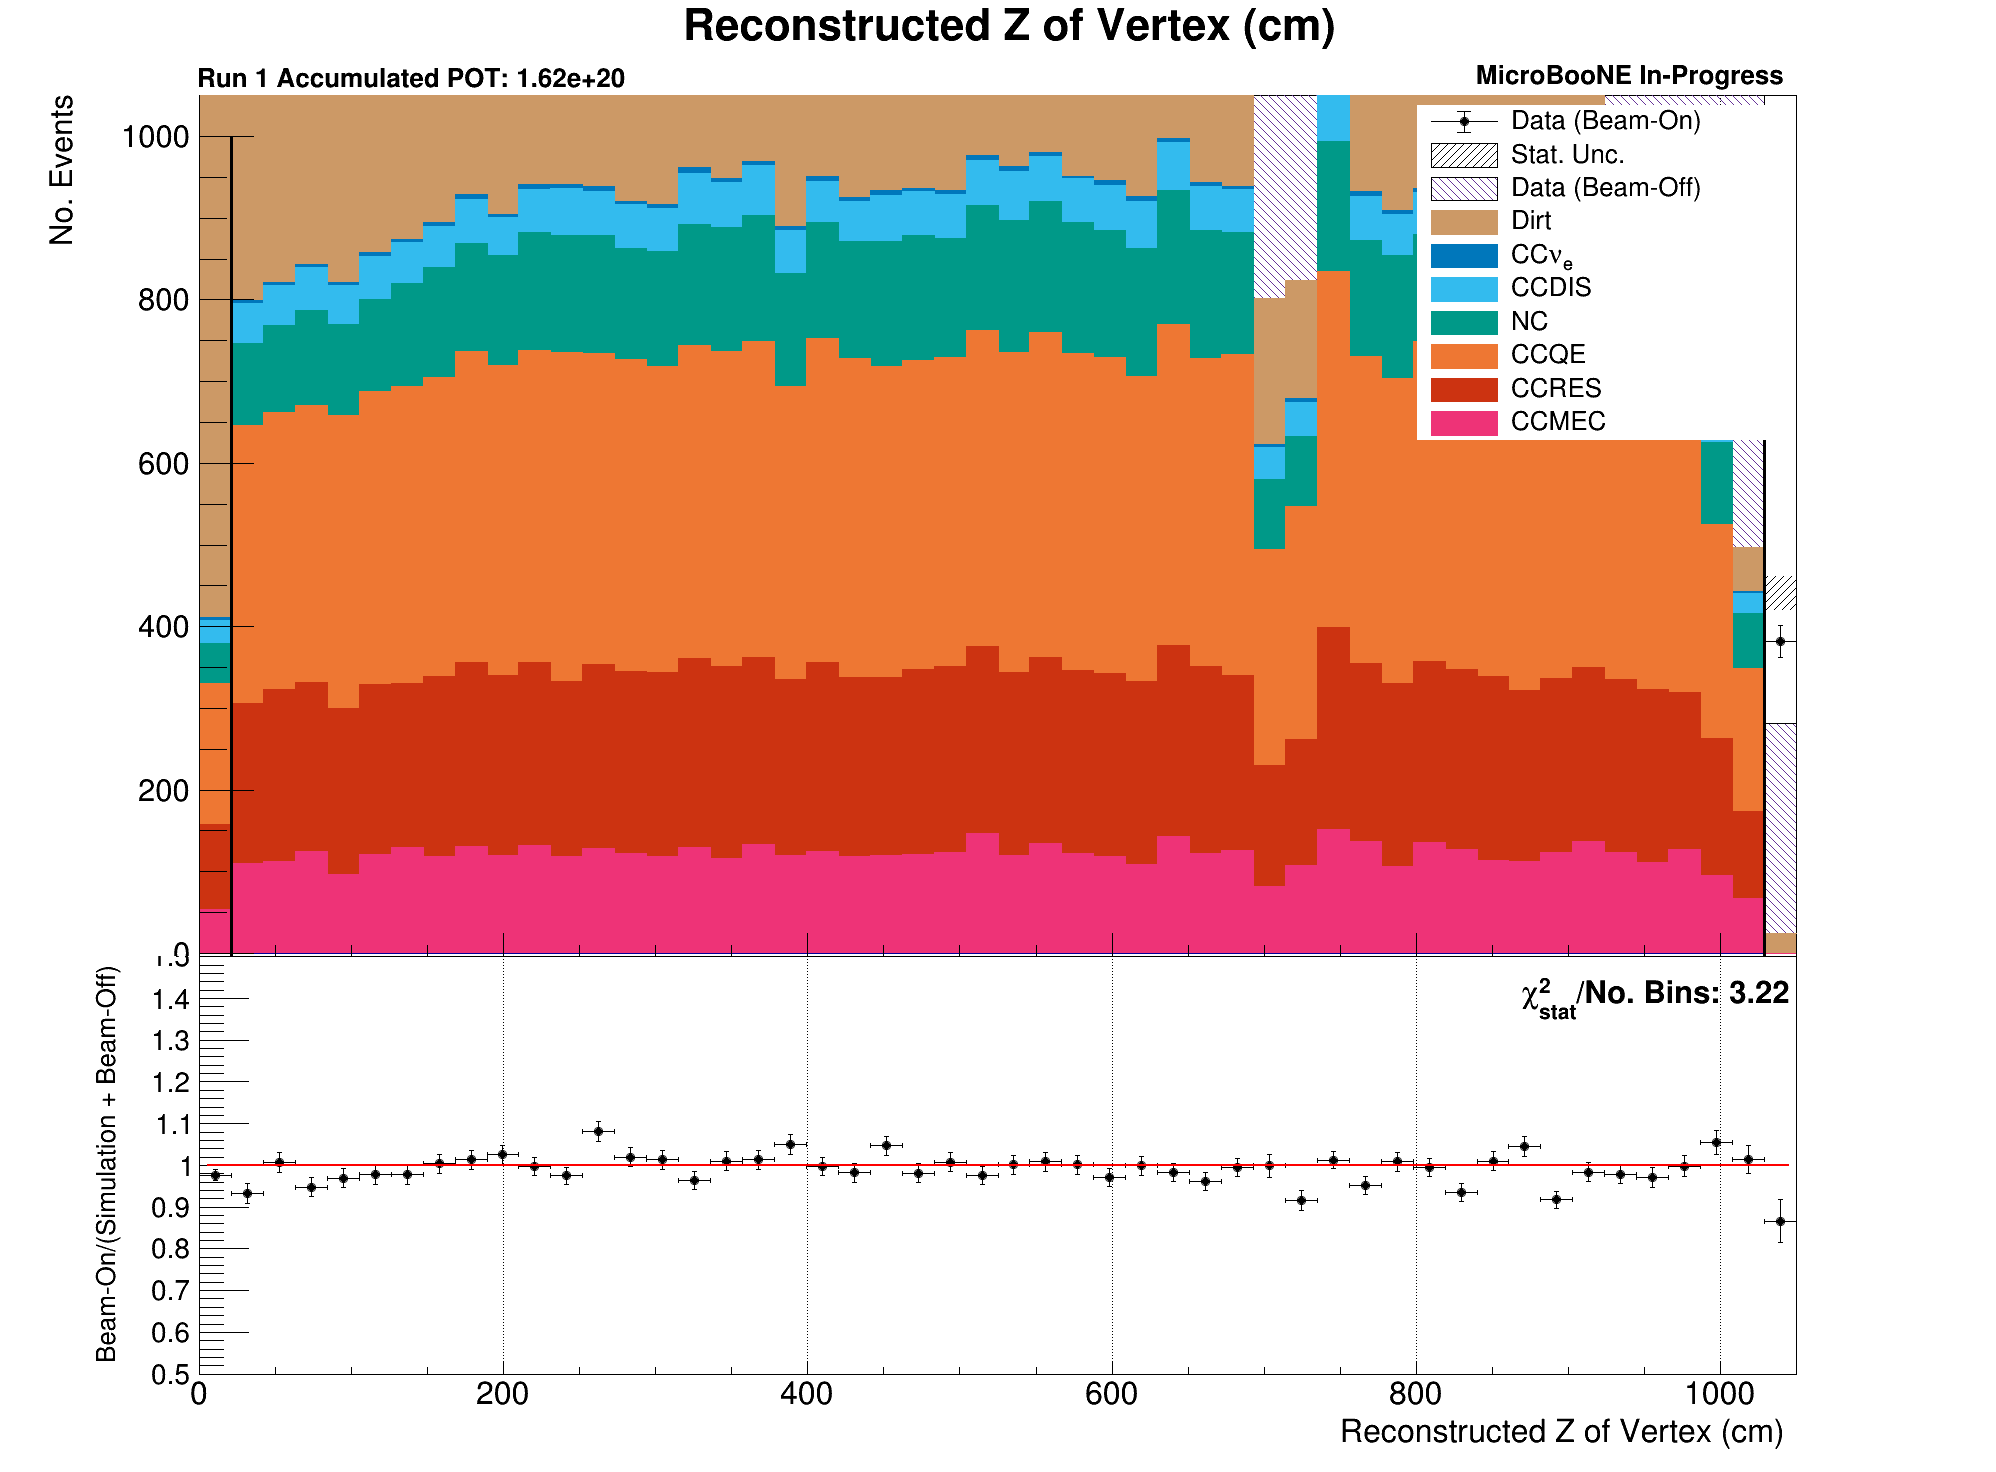 Reconstructed Z of Vertex (cm)
Run 1 Accumulated POT: 1.62e+20
MicroBooNE In-Progress
No. Events
1000
800
600
400
200
0
Data (Beam-On)
Stat. Unc.
Data (Beam-Off)
Dirt
CCνe
CCDIS
NC
CCQE
CCRES
CCMEC
Beam-On/(Simulation + Beam-Off)
1.5
1.4
1.3
1.2
1.1
1
0.9
0.8
0.7
0.6
0.5
χ²stat/No. Bins: 3.22
0 200 400 600 800 1000
Reconstructed Z of Vertex (cm)